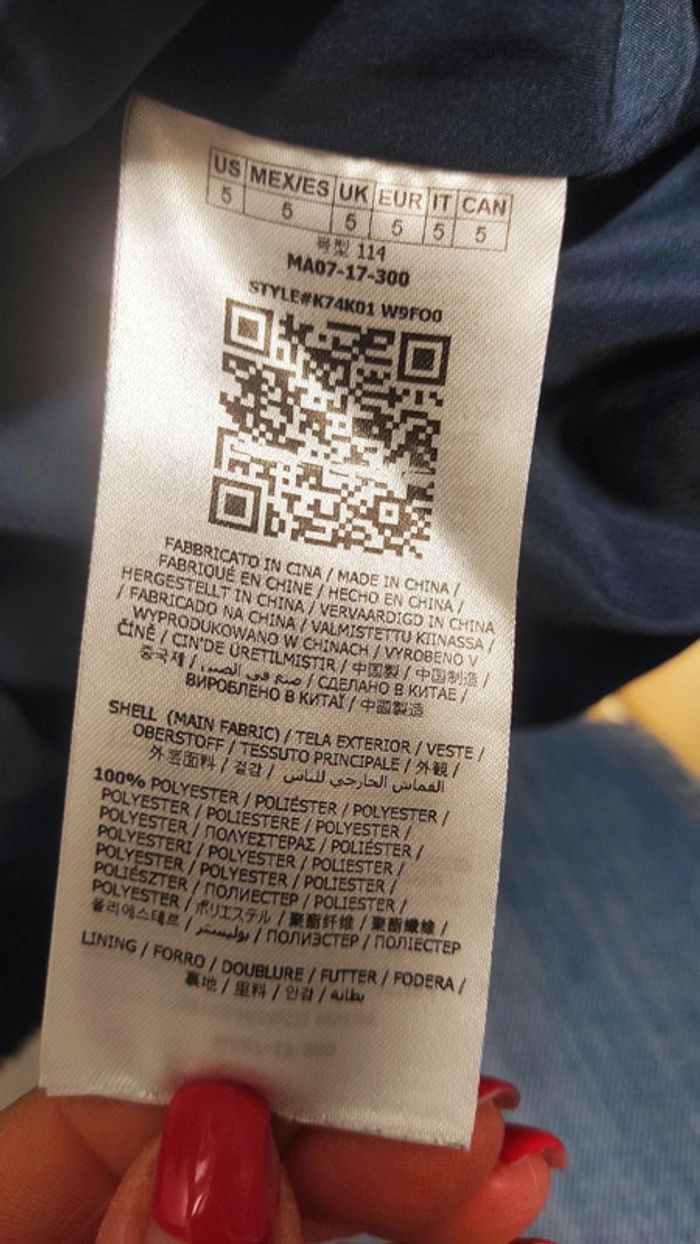 US MEX/ES UK EUR IT CAN
5 5 5 5 5 5
号型 114
MA07-17-300
STYLE#K74K01 W9FO0
FABBRICATO IN CINA / MADE IN CHINA /
FABRIQUÉ EN CHINE / HECHO EN CHINA /
HERGESTELLT IN CHINA / VERVAARDIGD IN CHINA
/ FABRICADO NA CHINA / VALMISTETTU KIINASSA /
WYPRODUKOWANO W CHINACH / VYROBENO V
ČÍNĚ / CIN'DE ÜRETILMISTIR / 中国製 / 中国制造 /
중국제 / صنع في الصين / СДЕЛАНО В КИТАЕ /
ВИРОБЛЕНО В КИТАЇ / 中國製造
SHELL (MAIN FABRIC) / TELA EXTERIOR / VESTE /
OBERSTOFF / TESSUTO PRINCIPALE / 外観 /
外层面料 / 겉감 / القماش الخارجي للناس
100% POLYESTER / POLIÉSTER / POLYESTER /
POLYESTER / POLIESTERE / POLYESTER /
POLYESTER / ΠΟΛΥΕΣΤΕΡΑΣ / POLIÉSTER /
POLYESTERI / POLYESTER / POLIESTER /
POLYESTER / POLYESTER / POLIESTER /
POLIÉSZTER / ПОЛИЕСТЕР / POLIESTER /
POLYESTER / ポリエステル / 聚酯纤维 / 聚酯纖維 /
폴리에스테르 / بوليستر / ПОЛИЭСТЕР / ПОЛІЕСТЕР
LINING / FORRO / DOUBLURE / FUTTER / FODERA /
裏地 / 里料 / 안감 / بطانة